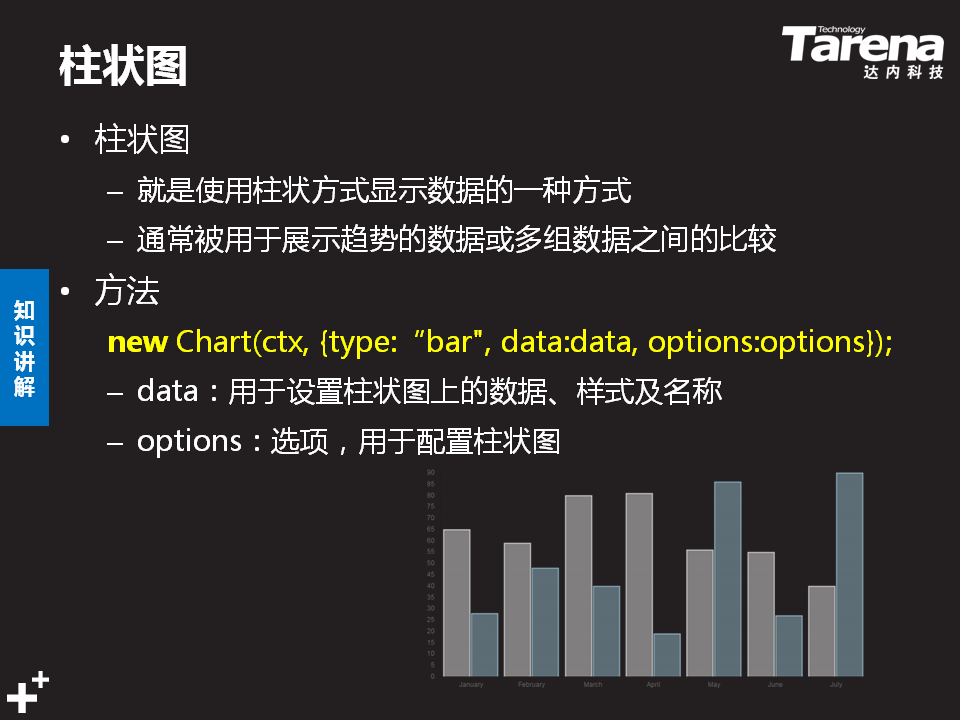 柱状图
Technology
Tarena
达内科技
• 柱状图
– 就是使用柱状方式显示数据的一种方式
– 通常被用于展示趋势的数据或多组数据之间的比较
• 方法
new Chart(ctx, {type: “bar", data:data, options:options});
– data：用于设置柱状图上的数据、样式及名称
– options：选项，用于配置柱状图
知识讲解
90
85
80
75
70
65
60
55
50
45
40
35
30
25
20
15
10
5
0
January February March April May June July